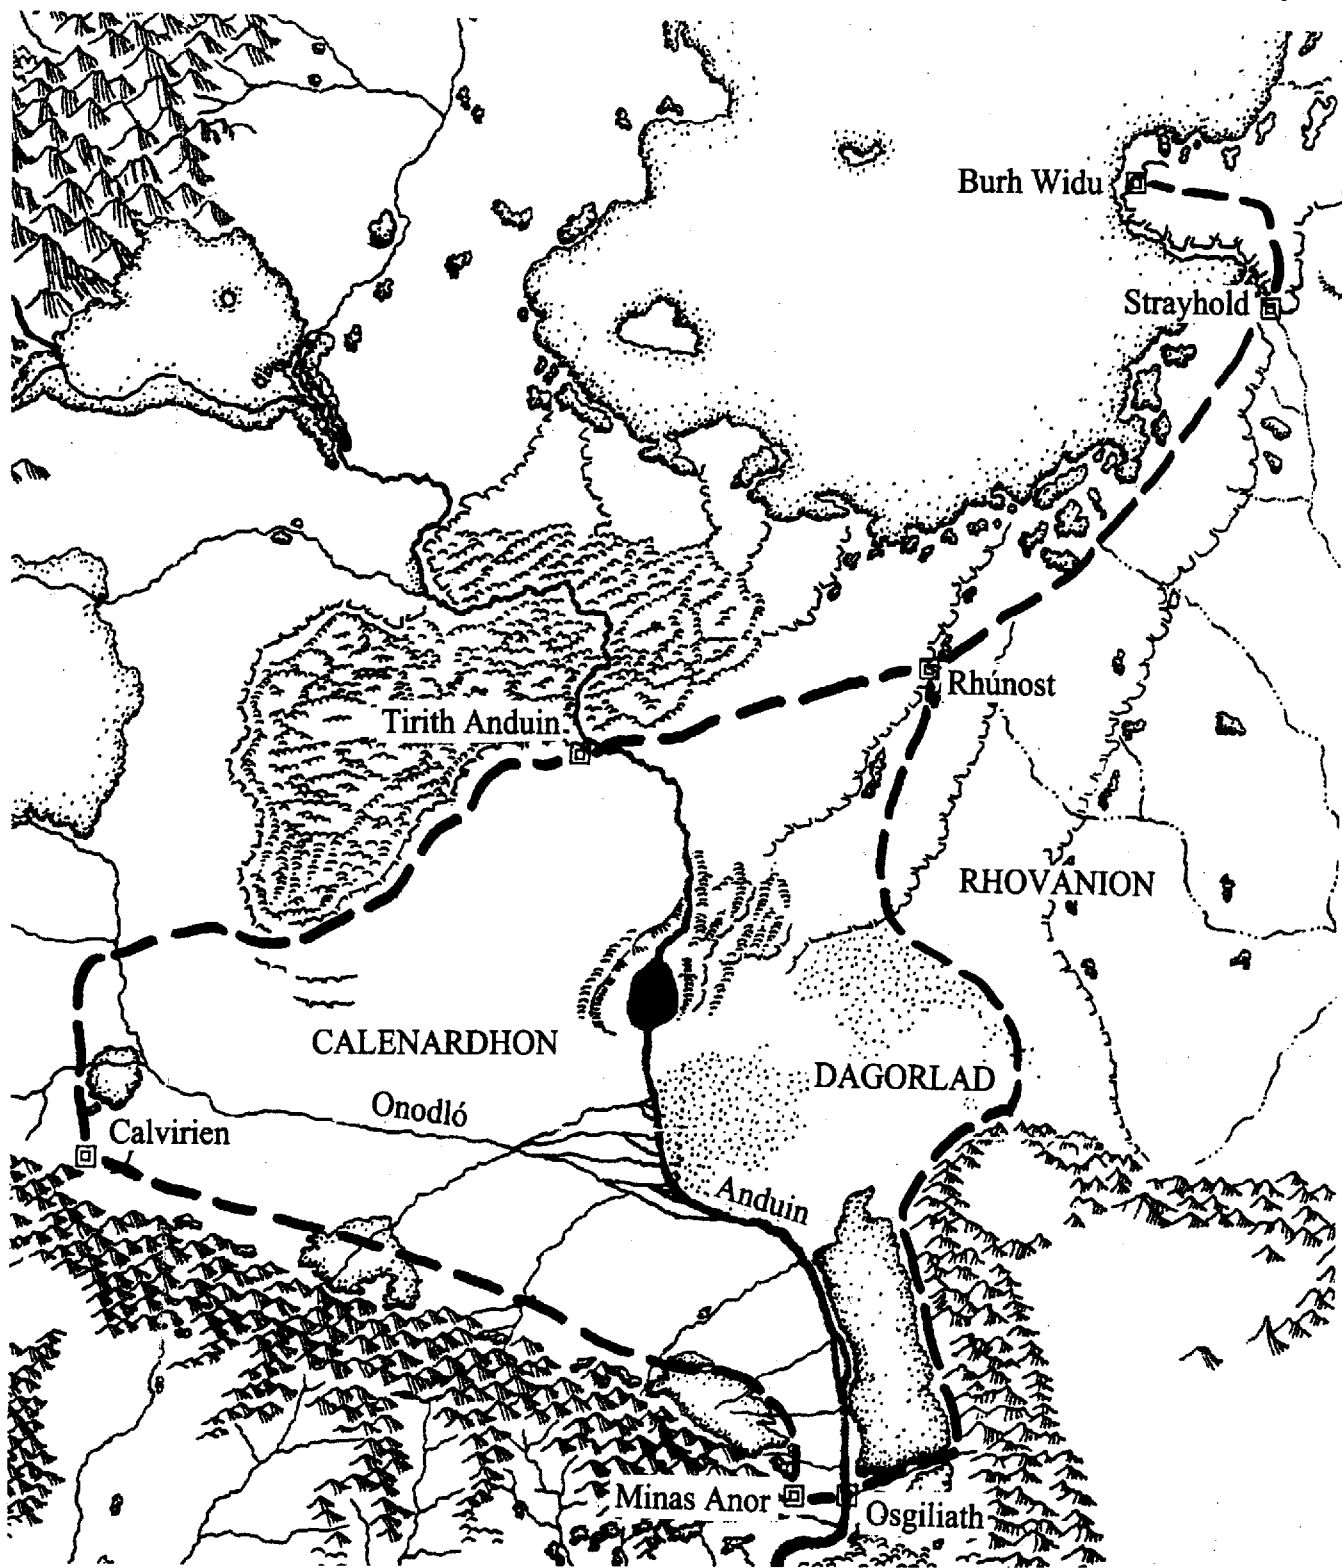 Burh Widu
Strayhold
Rhúnost
Tirith Anduin
RHOVANION
CALENARDHON
DAGORLAD
Onodló
Calvirien
Anduin
Minas Anor
Osgiliath